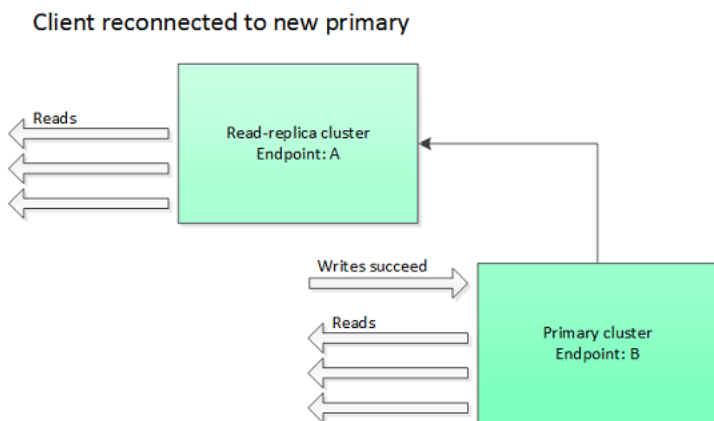 Client reconnected to new primary
Reads
Read-replica cluster
Endpoint: A
Writes succeed
Reads
Primary cluster
Endpoint: B